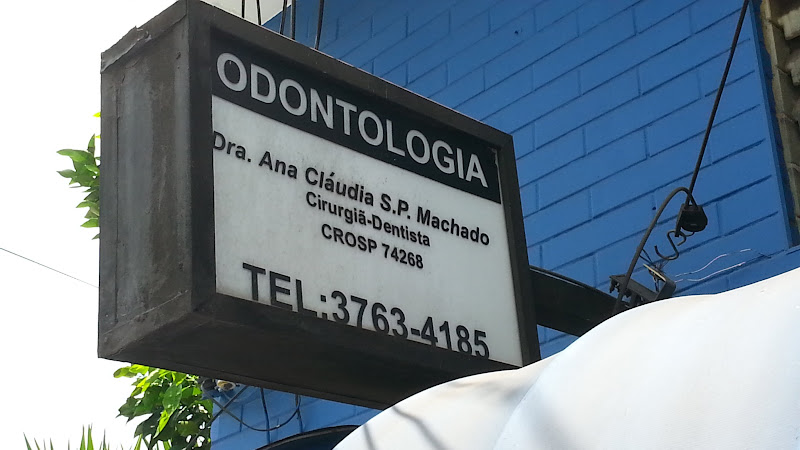 ODONTOLOGIA
Dra. Ana Cláudia S.P. Machado
Cirurgiã-Dentista
CROSP 74268
TEL:3763-4185